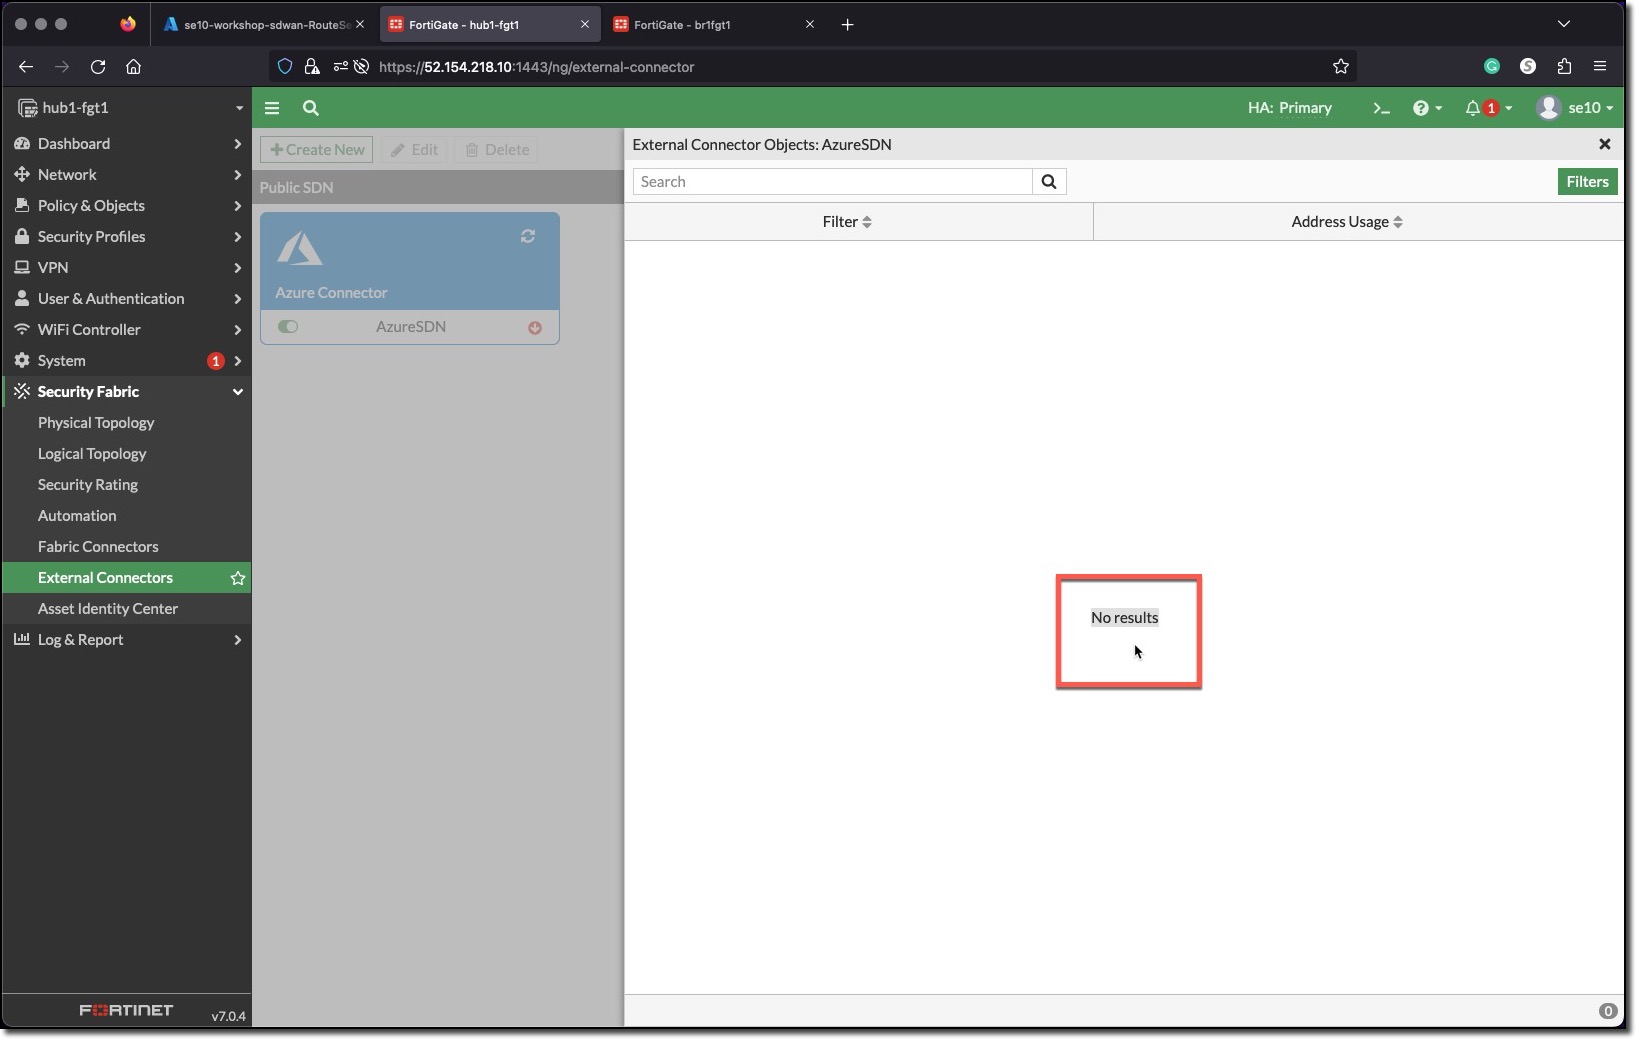 se10-workshop-sdwan-RouteSe
FortiGate - hub1-fgt1
FortiGate - br1fgt1
https://52.154.218.10:1443/ng/external-connector
hub1-fgt1
HA: Primary
1
se10
Dashboard
Network
Policy & Objects
Security Profiles
VPN
User & Authentication
WiFi Controller
System
1
Security Fabric
Physical Topology
Logical Topology
Security Rating
Automation
Fabric Connectors
External Connectors
Asset Identity Center
Log & Report
FORTINET
v7.0.4
Create New
Edit
Delete
Public SDN
Azure Connector
AzureSDN
External Connector Objects: AzureSDN
Search
Filters
Filter
Address Usage
No results
0